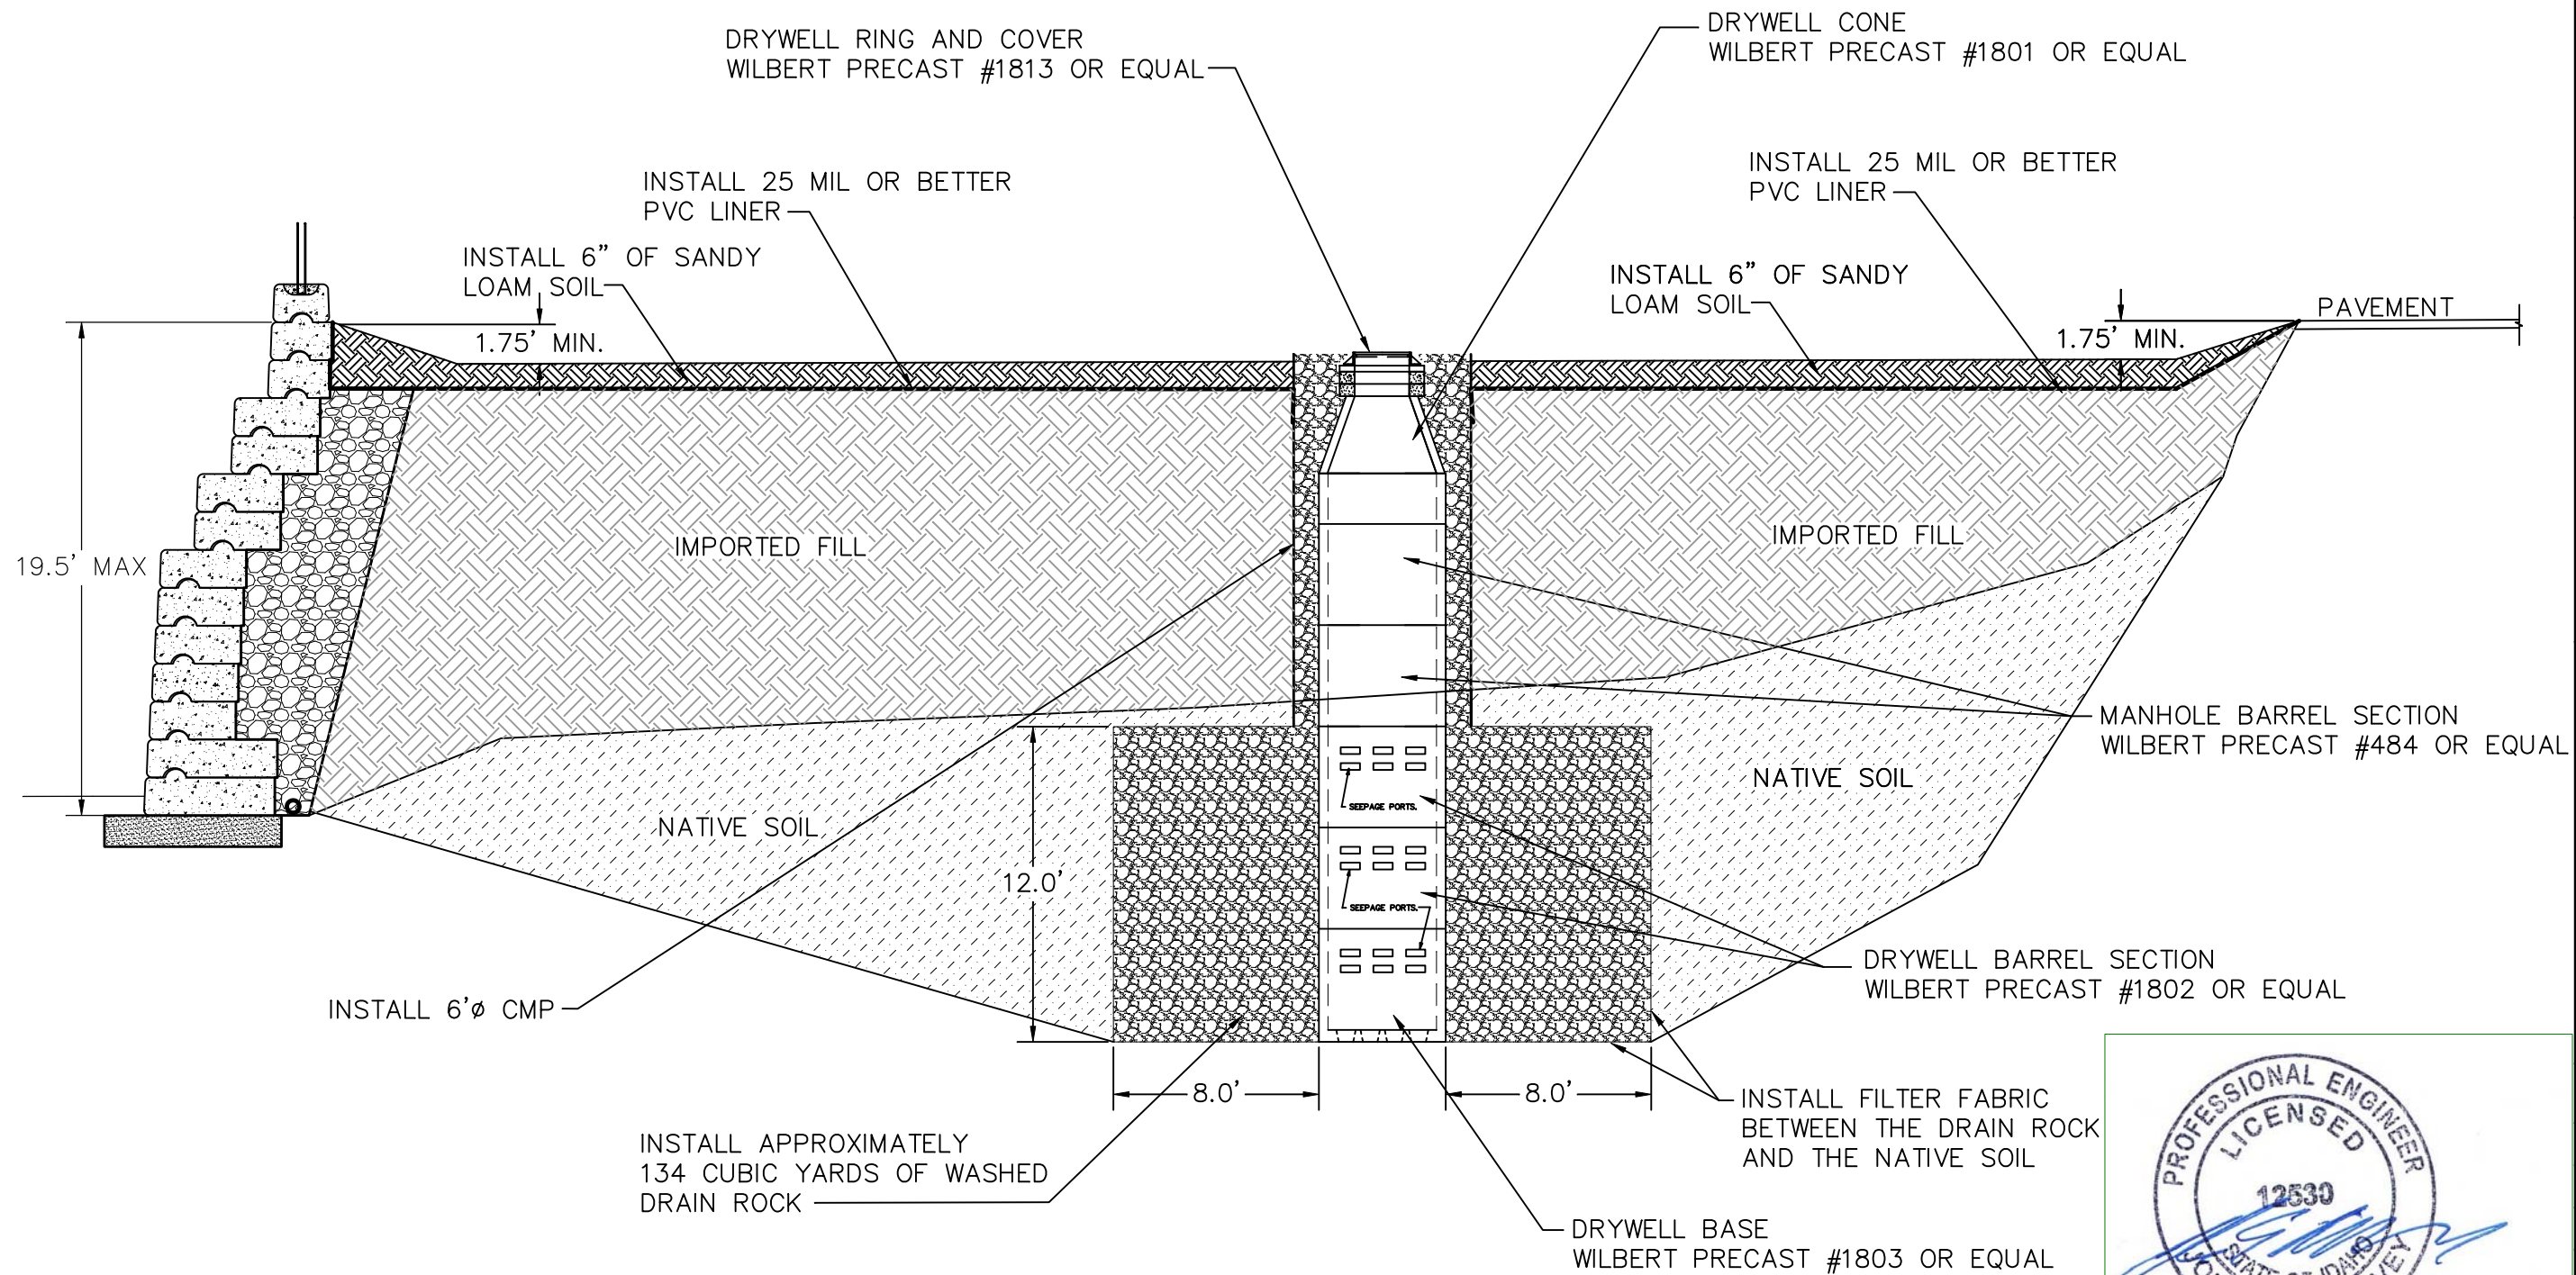 DRYWELL RING AND COVER
WILBERT PRECAST #1813 OR EQUAL
DRYWELL CONE
WILBERT PRECAST #1801 OR EQUAL
INSTALL 25 MIL OR BETTER
PVC LINER
INSTALL 25 MIL OR BETTER
PVC LINER
INSTALL 6” OF SANDY
LOAM SOIL
INSTALL 6” OF SANDY
LOAM SOIL
PAVEMENT
1.75’ MIN.
1.75’ MIN.
19.5’ MAX
IMPORTED FILL
IMPORTED FILL
MANHOLE BARREL SECTION
WILBERT PRECAST #484 OR EQUAL
NATIVE SOIL
NATIVE SOIL
SEEPAGE PORTS.
12.0’
SEEPAGE PORTS.
DRYWELL BARREL SECTION
WILBERT PRECAST #1802 OR EQUAL
INSTALL 6’ø CMP
8.0’
8.0’
INSTALL FILTER FABRIC
BETWEEN THE DRAIN ROCK
AND THE NATIVE SOIL
INSTALL APPROXIMATELY
134 CUBIC YARDS OF WASHED
DRAIN ROCK
DRYWELL BASE
WILBERT PRECAST #1803 OR EQUAL
PROFESSIONAL ENGINEER
LICENSED
12530
STATE OF IDAHO